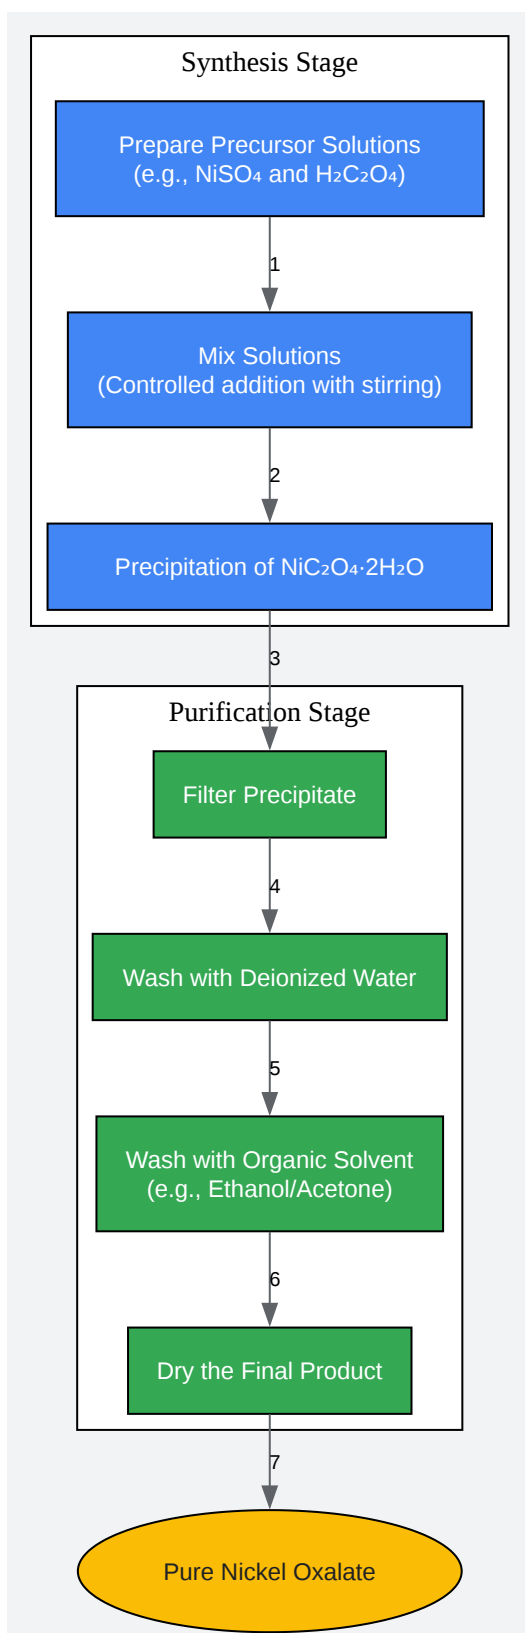 Synthesis Stage
Prepare Precursor Solutions
(e.g., NiSO₄ and H₂C₂O₄)
1
Mix Solutions
(Controlled addition with stirring)
2
Precipitation of NiC₂O₄·2H₂O
3
Purification Stage
Filter Precipitate
4
Wash with Deionized Water
5
Wash with Organic Solvent
(e.g., Ethanol/Acetone)
6
Dry the Final Product
7
Pure Nickel Oxalate